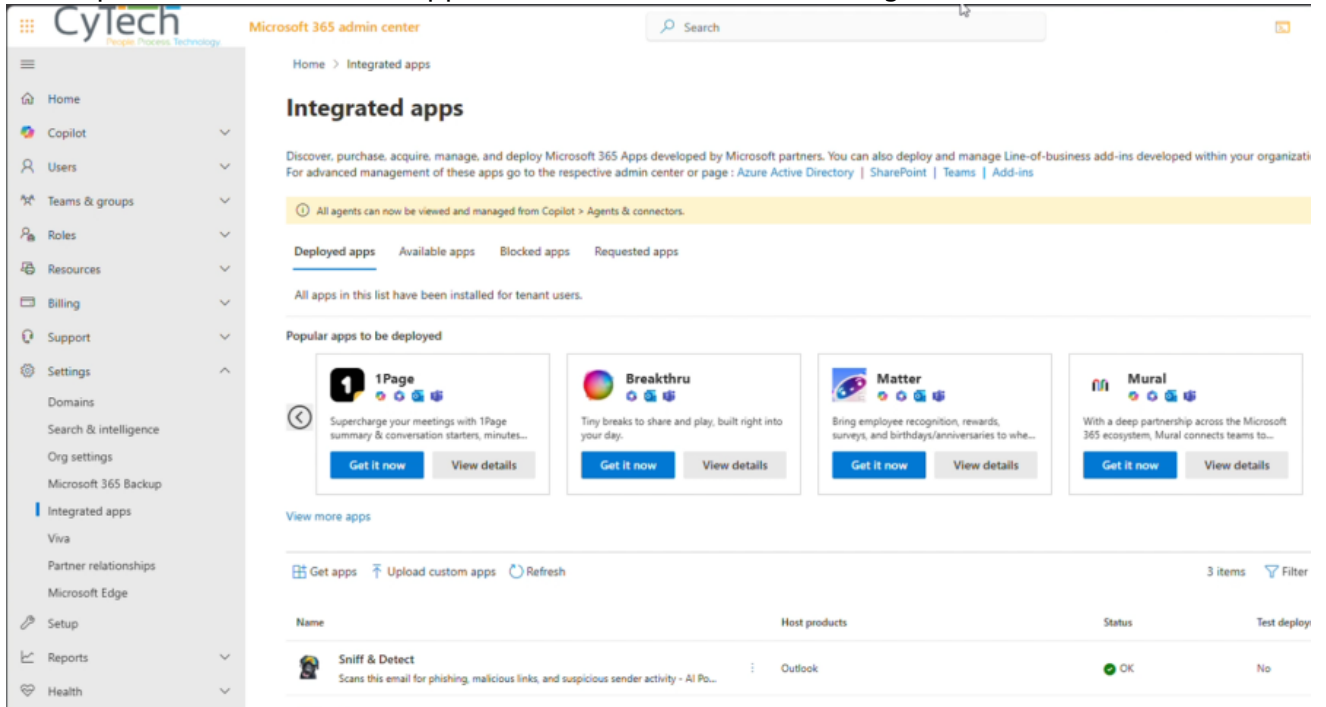 CyTech
People Process Technology
Microsoft 365 admin center
Search
Home > Integrated apps
Home
Copilot
Users
Teams & groups
Roles
Resources
Billing
Support
Settings
Domains
Search & intelligence
Org settings
Microsoft 365 Backup
Integrated apps
Viva
Partner relationships
Microsoft Edge
Setup
Reports
Health
Integrated apps
Discover, purchase, acquire, manage, and deploy Microsoft 365 Apps developed by Microsoft partners. You can also deploy and manage Line-of-business add-ins developed within your organizati
For advanced management of these apps go to the respective admin center or page : Azure Active Directory | SharePoint | Teams | Add-ins
All agents can now be viewed and managed from Copilot > Agents & connectors.
Deployed apps Available apps Blocked apps Requested apps
All apps in this list have been installed for tenant users.
Popular apps to be deployed
1Page
Supercharge your meetings with 1Page
summary & conversation starters, minutes...
Get it now View details
Breakthru
Tiny breaks to share and play, built right into
your day.
Get it now View details
Matter
Bring employee recognition, rewards,
surveys, and birthdays/anniversaries to whe...
Get it now View details
Mural
With a deep partnership across the Microsoft
365 ecosystem, Mural connects teams to...
Get it now View details
View more apps
Get apps Upload custom apps Refresh 3 items Filter
Name Host products Status Test deploy
Sniff & Detect
Scans this email for phishing, malicious links, and suspicious sender activity - AI Po...
Outlook OK No